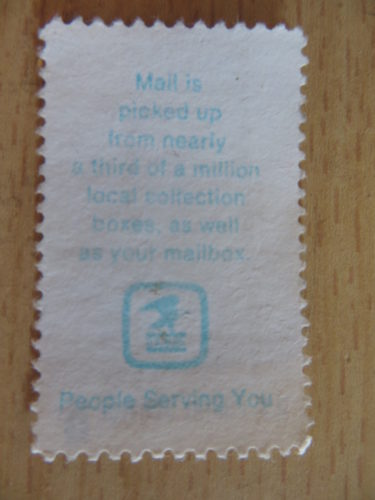 Mail is
picked up
from nearly
a third of a million
local collection
boxes, as well
as your mailbox.
People Serving You